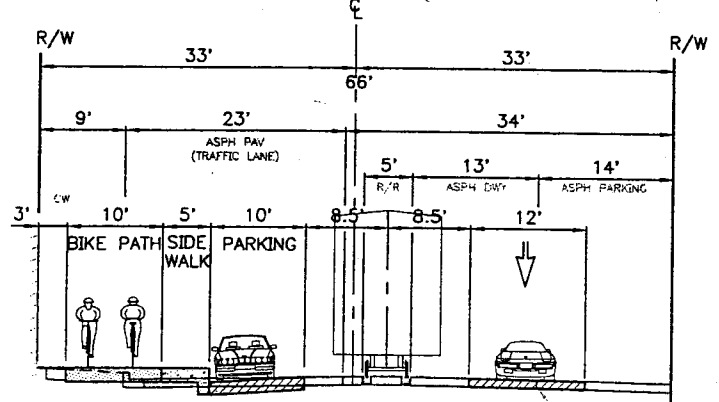 ℄
R/W
R/W
33'
33'
66'
9'
23'
34'
ASPH PAV
(TRAFFIC LANE)
5'
13'
14'
R/R
ASPH DWY
ASPH PARKING
3'
10'
5'
10'
8.5'
8.5'
12'
BIKE PATH
SIDE
WALK
PARKING